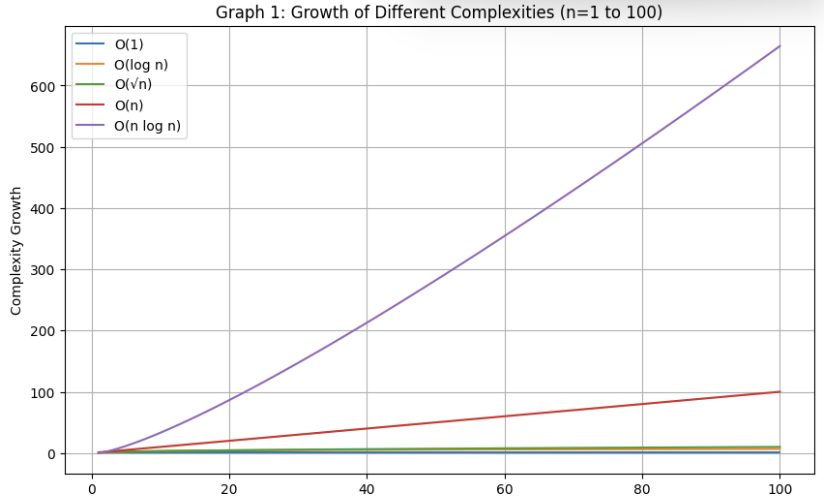 Graph 1: Growth of Different Complexities (n=1 to 100)
O(1)
O(log n)
O(√n)
O(n)
O(n log n)
Complexity Growth
600
500
400
300
200
100
0
0 20 40 60 80 100